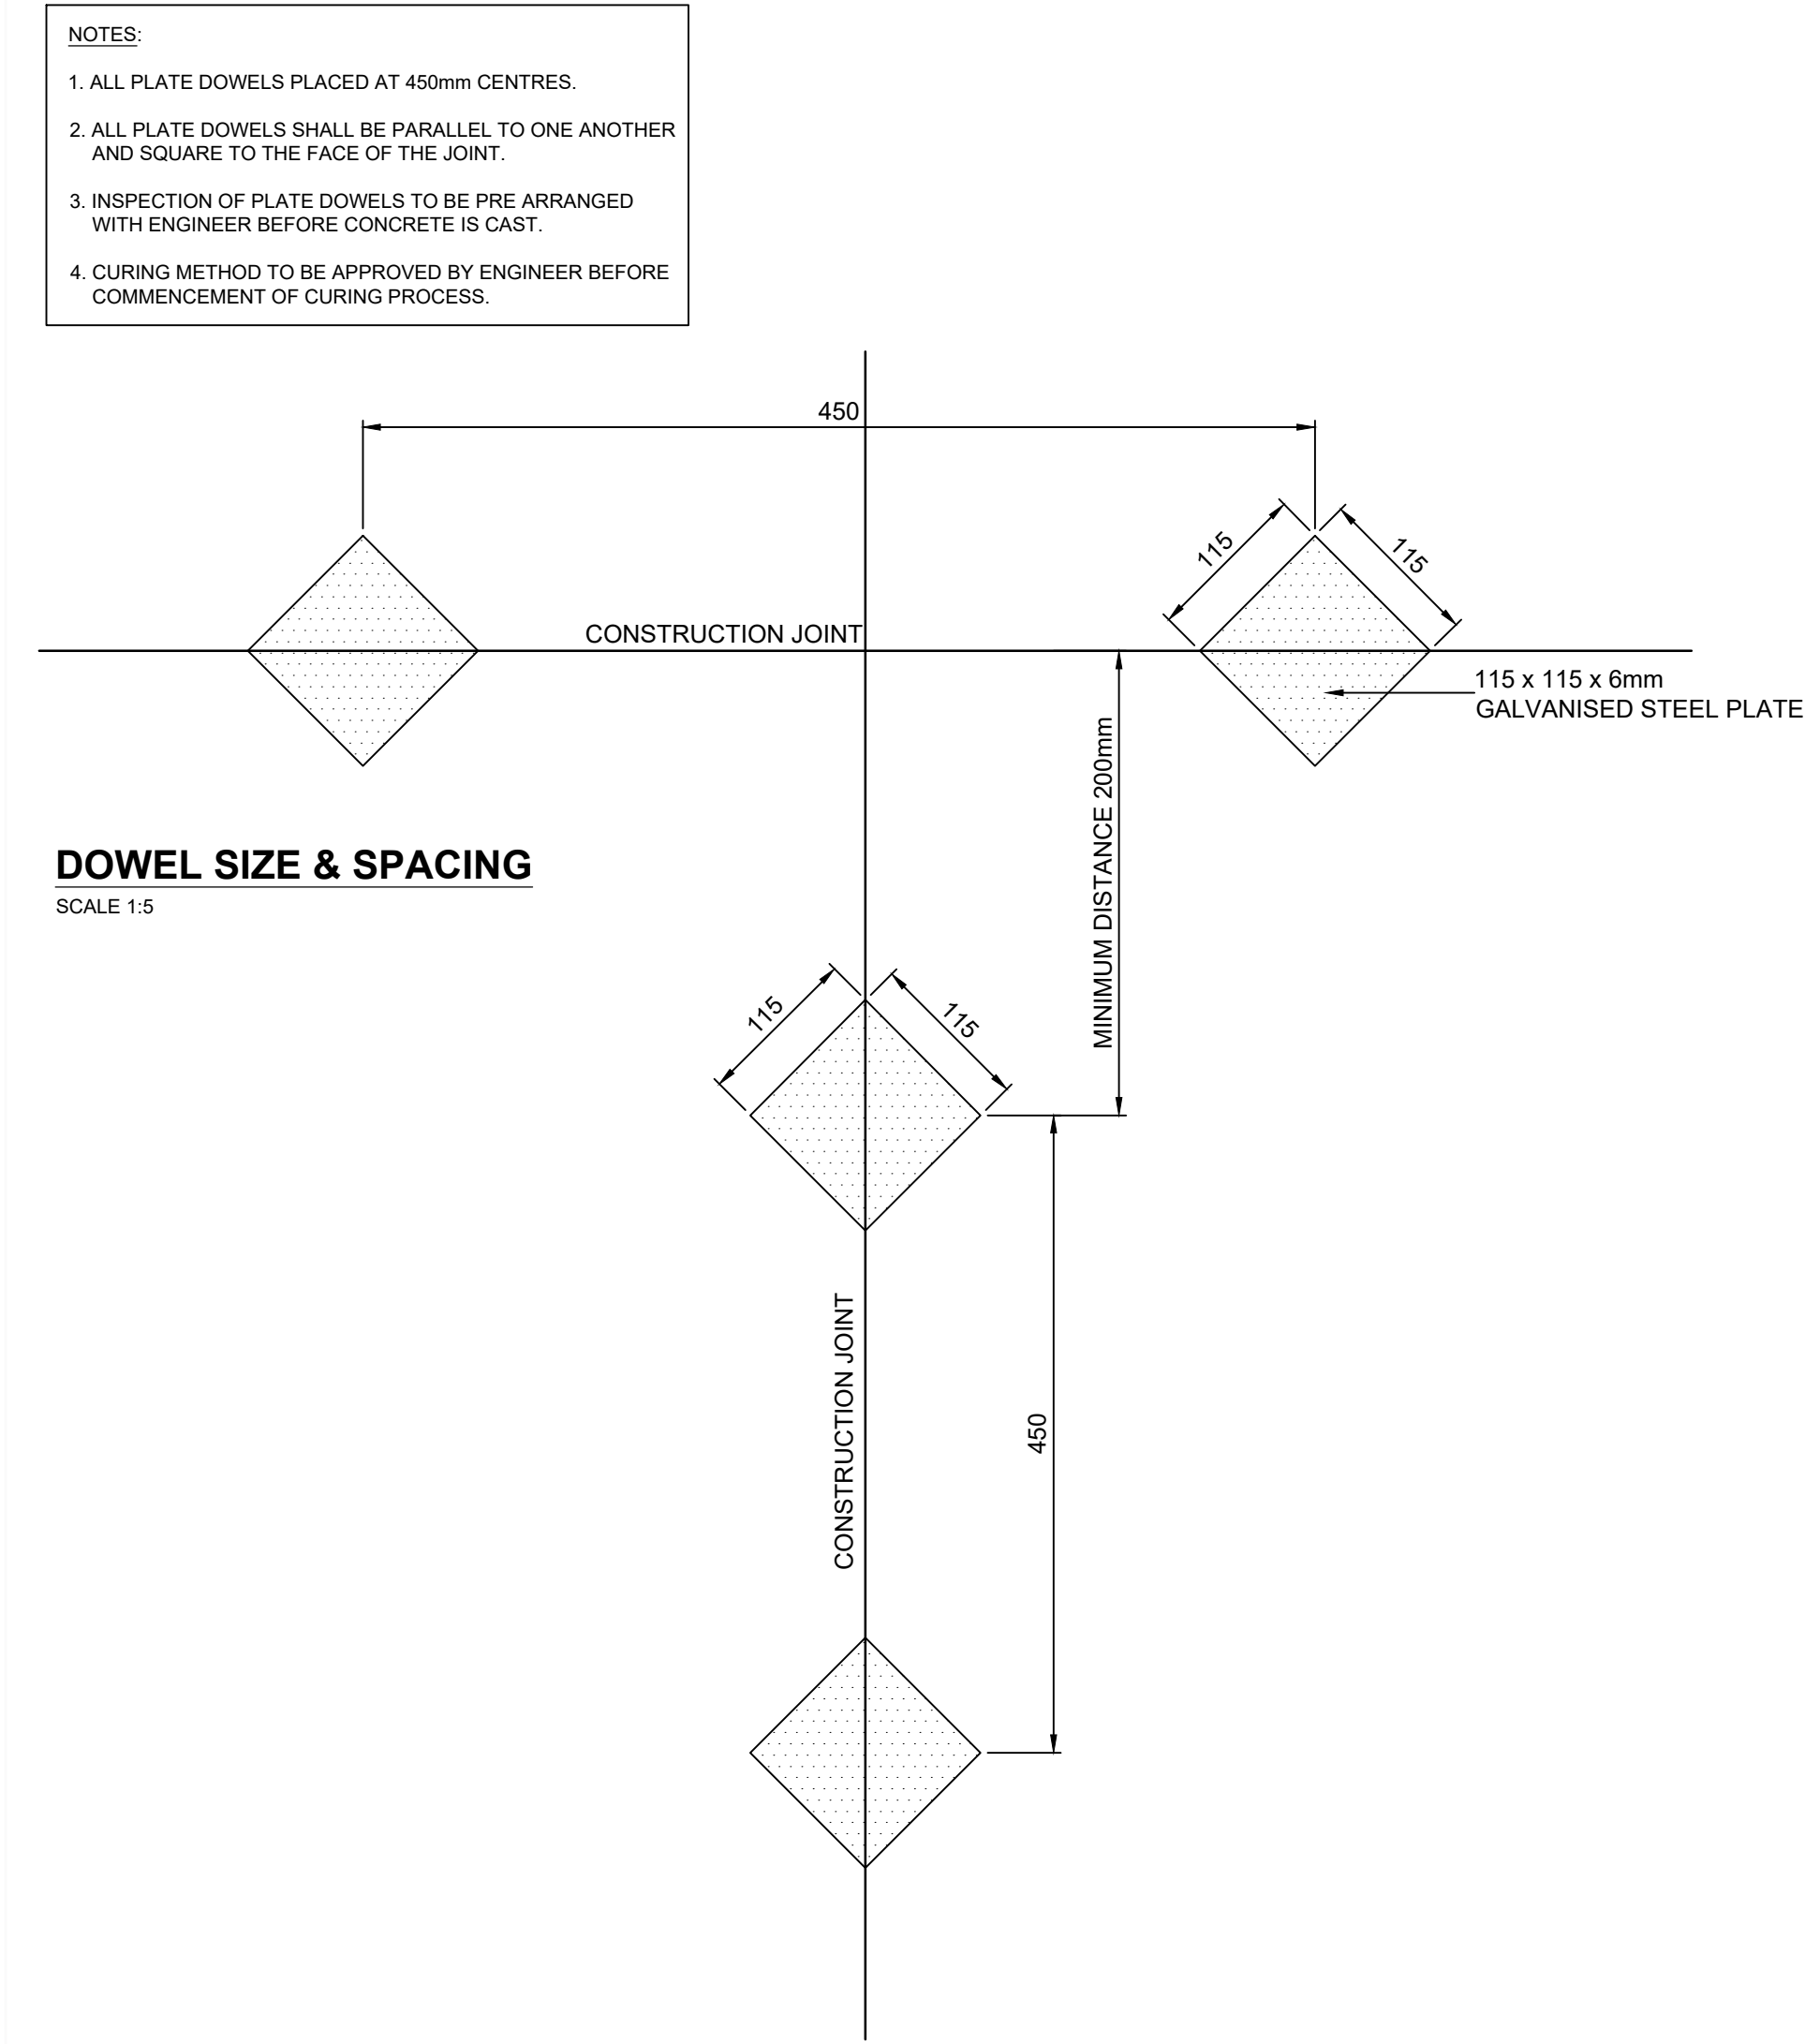 NOTES:
1. ALL PLATE DOWELS PLACED AT 450mm CENTRES.
2. ALL PLATE DOWELS SHALL BE PARALLEL TO ONE ANOTHER
AND SQUARE TO THE FACE OF THE JOINT.
3. INSPECTION OF PLATE DOWELS TO BE PRE ARRANGED
WITH ENGINEER BEFORE CONCRETE IS CAST.
4. CURING METHOD TO BE APPROVED BY ENGINEER BEFORE
COMMENCEMENT OF CURING PROCESS.
450
115
115
CONSTRUCTION JOINT
115 x 115 x 6mm
GALVANISED STEEL PLATE
MINIMUM DISTANCE 200mm
DOWEL SIZE & SPACING
SCALE 1:5
115
115
CONSTRUCTION JOINT
450